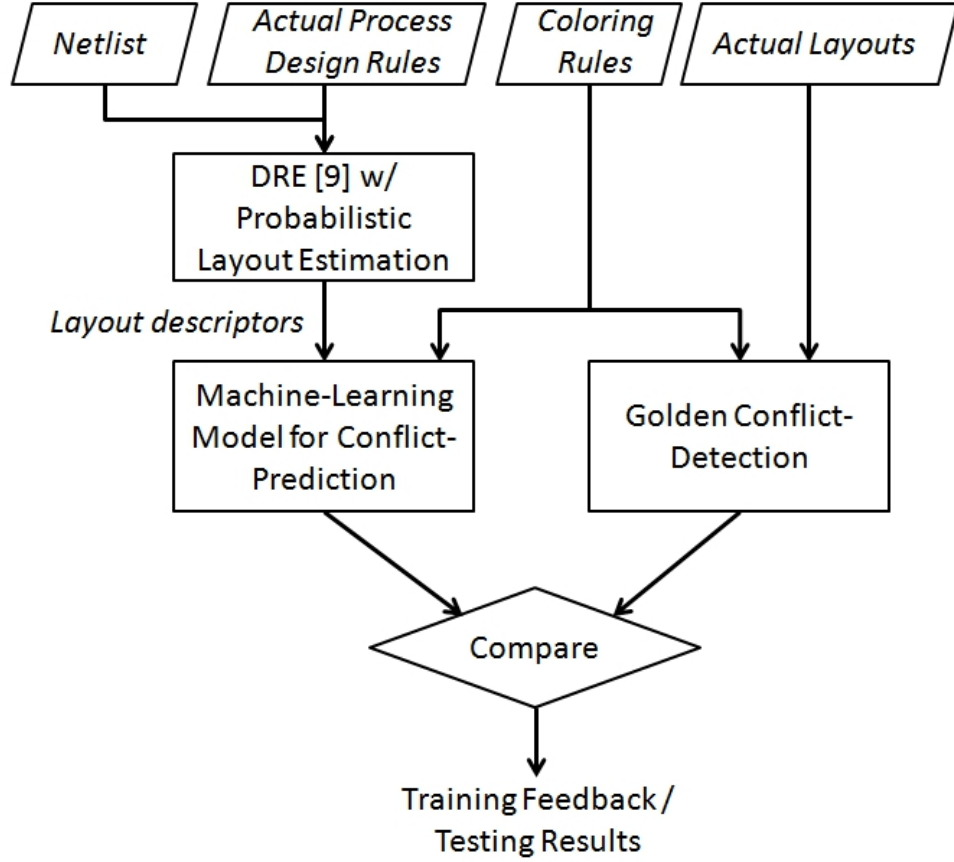 Netlist
Actual Process
Design Rules
Coloring
Rules
Actual Layouts
DRE [9] w/
Probabilistic
Layout Estimation
Layout descriptors
Machine-Learning
Model for Conflict-
Prediction
Golden Conflict-
Detection
Compare
Training Feedback /
Testing Results